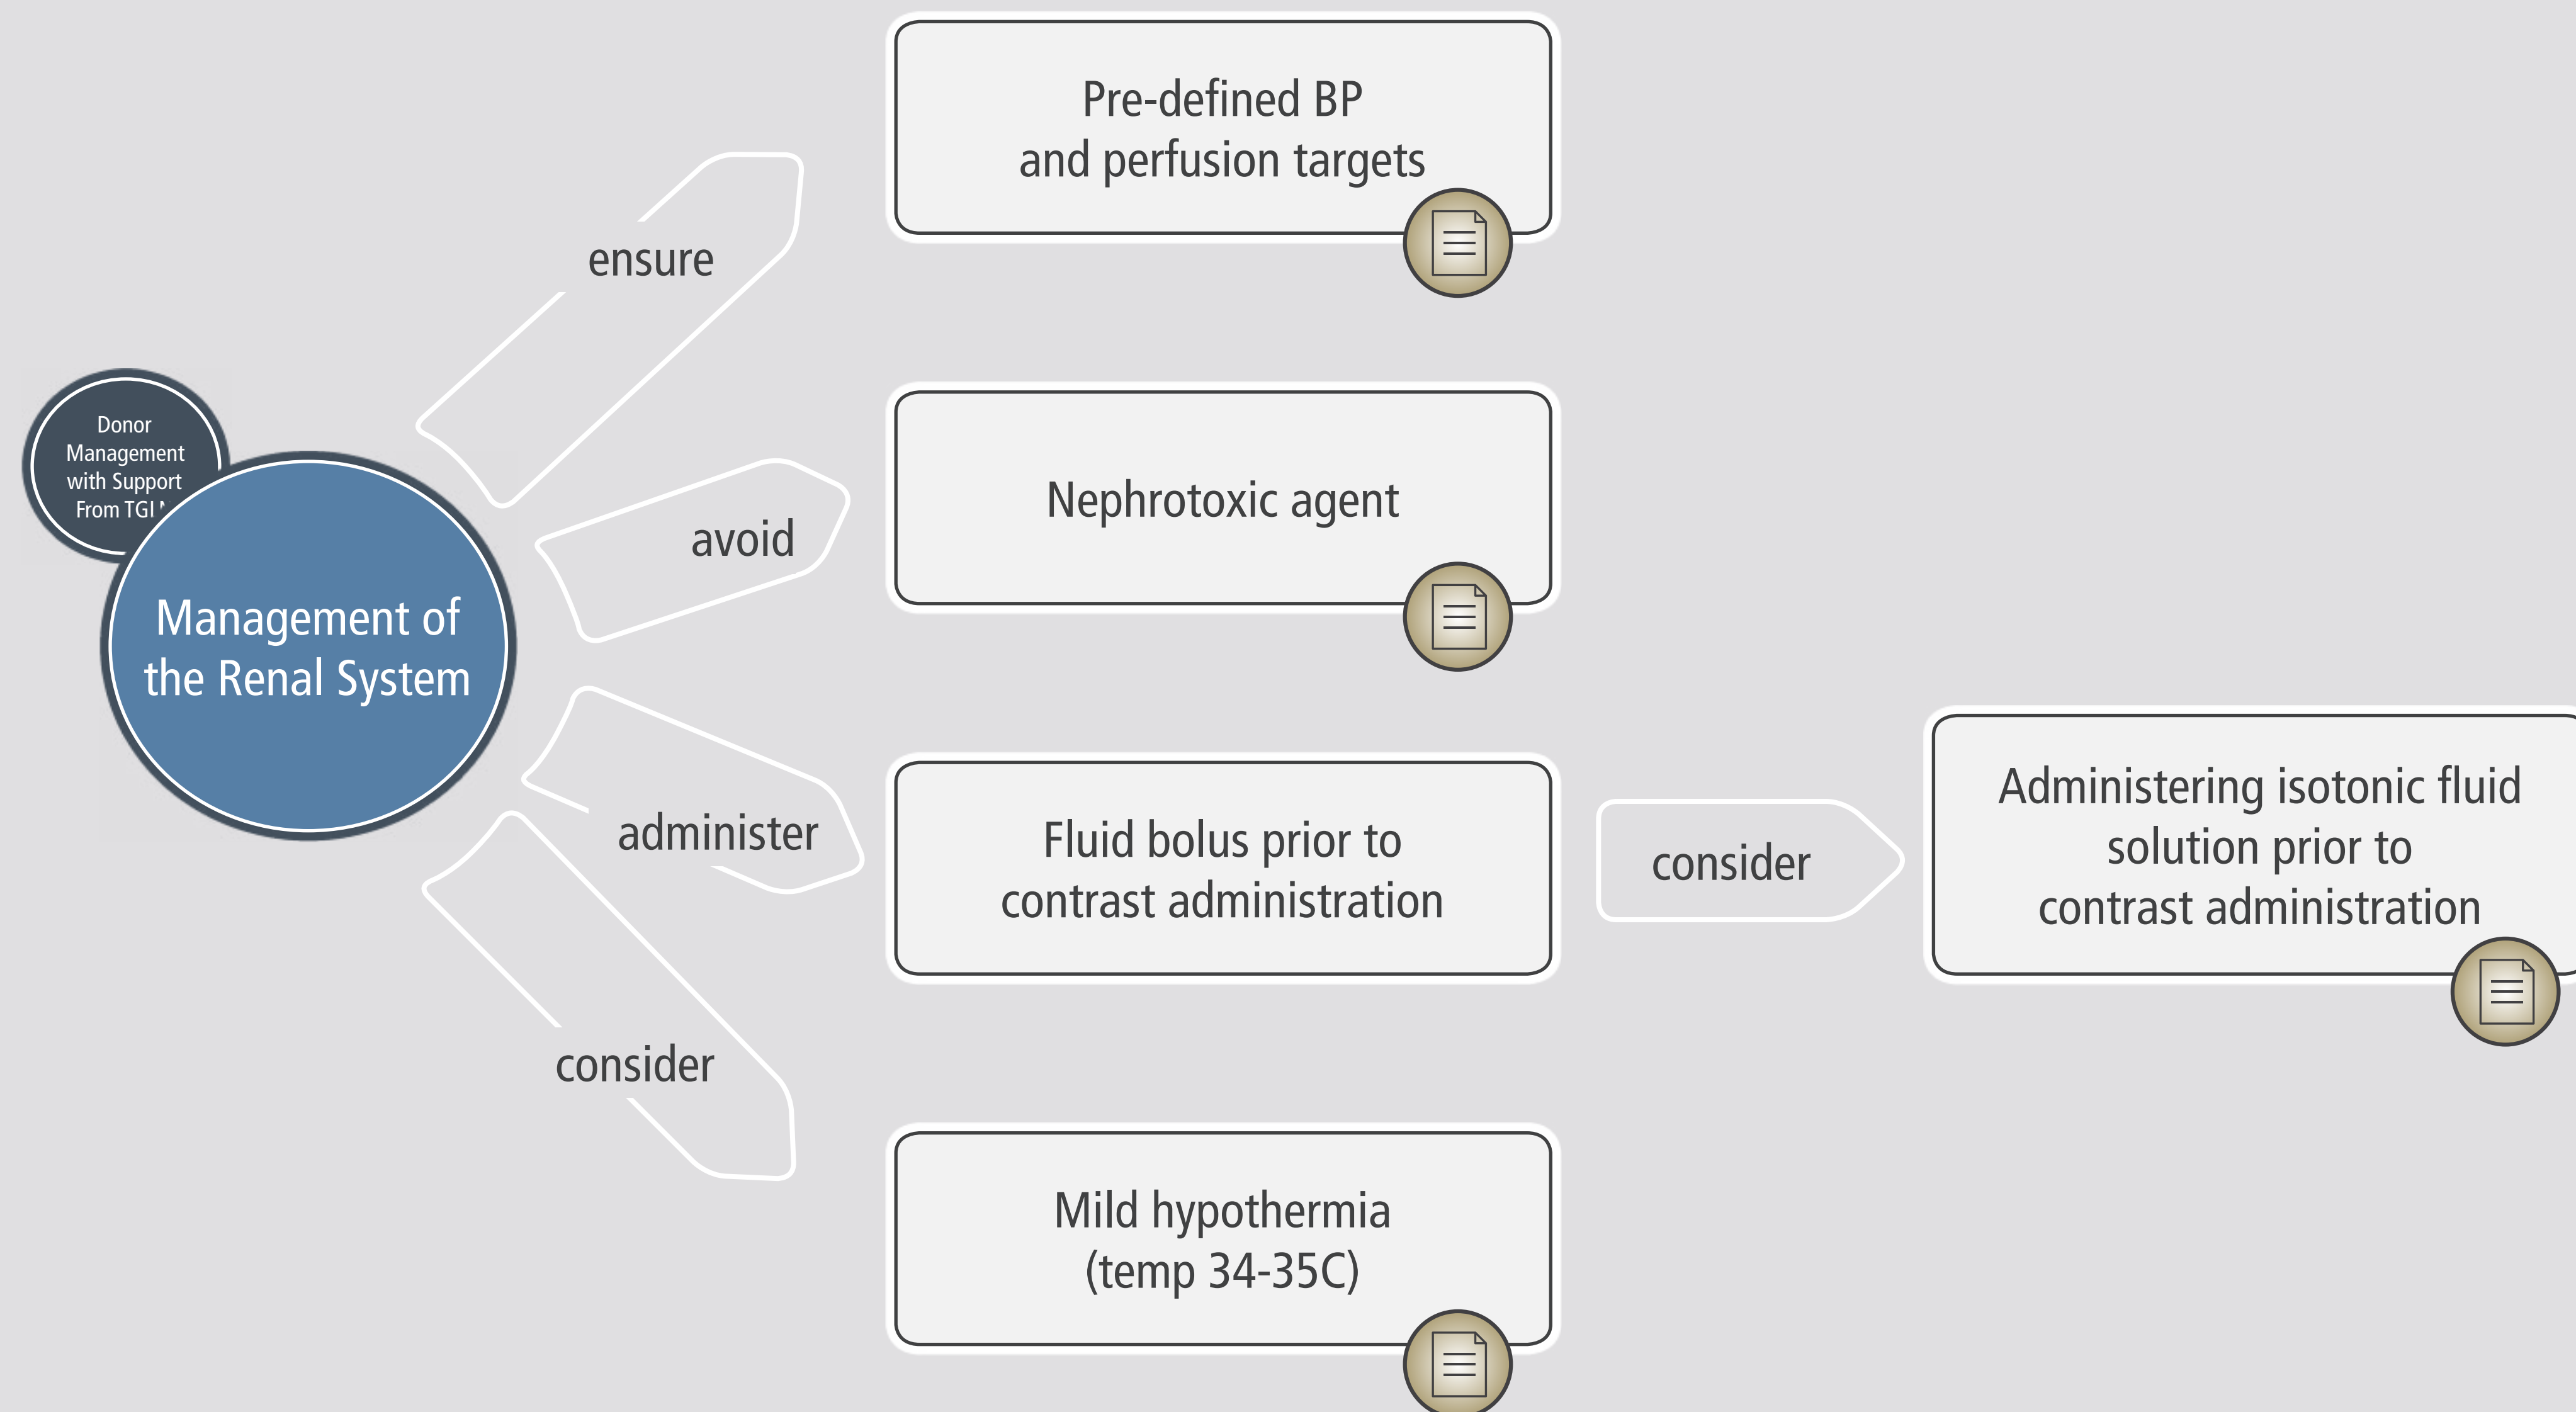 Pre-defined BP
and perfusion targets
ensure
Donor
Management
with Support
From TGI
Nephrotoxic agent
avoid
Management of
the Renal System
Administering isotonic fluid
solution prior to
contrast administration
Fluid bolus prior to
contrast administration
administer
consider
consider
Mild hypothermia
(temp 34-35C)